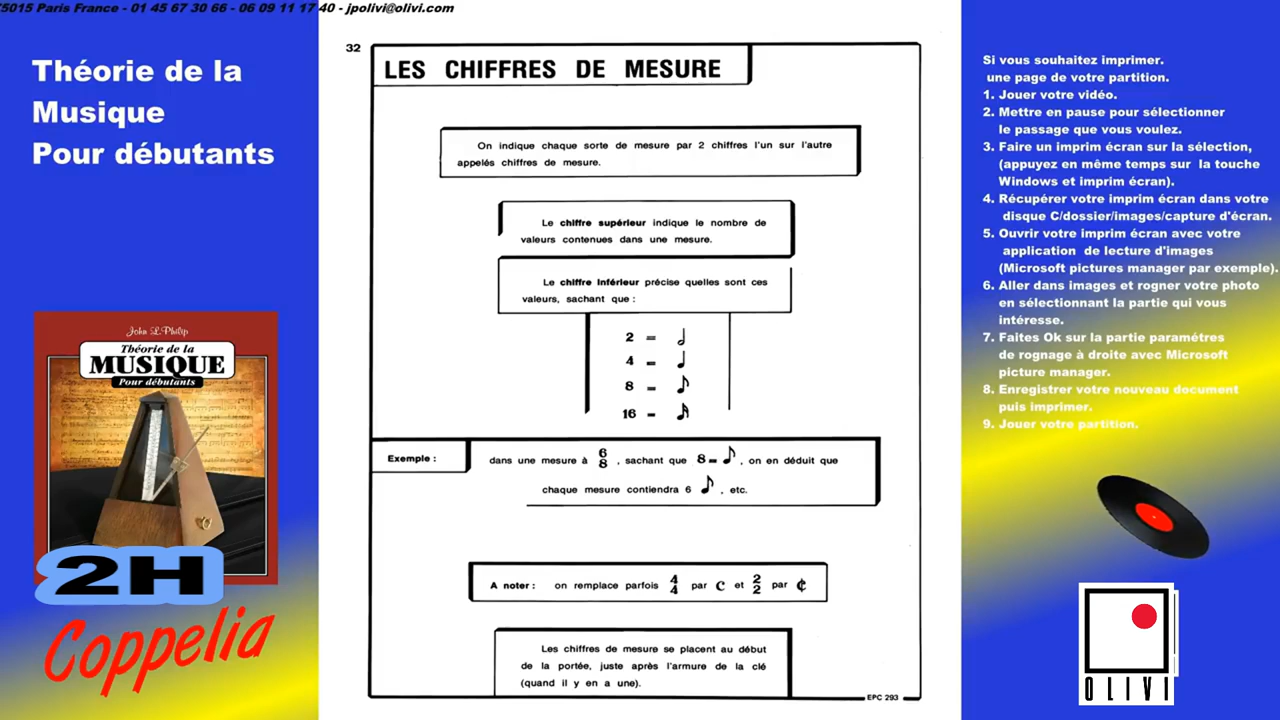 75015 Paris France - 01 45 67 30 66 - 06 09 11 17 40 - jpolivi@olivi.com
Théorie de la
Musique
Pour débutants
John L. Philip
Théorie de la
MUSIQUE
Pour débutants
2H
Coppelia
32
LES CHIFFRES DE MESURE
On indique chaque sorte de mesure par 2 chiffres l'un sur l'autre
appelés chiffres de mesure.
Le chiffre supérieur indique le nombre de
valeurs contenues dans une mesure.
Le chiffre inférieur précise quelles sont ces
valeurs, sachant que :
2 = 𝅗𝅥
4 = ♩
8 = ♪
16 = 𝅘𝅥𝅯
Exemple :
dans une mesure à 6/8 , sachant que 8 = ♪ , on en déduit que
chaque mesure contiendra 6 ♪ , etc.
A noter : on remplace parfois 4/4 par C et 2/2 par ¢
Les chiffres de mesure se placent au début
de la portée, juste après l'armure de la clé
(quand il y en a une).
EPC 293
Si vous souhaitez imprimer.
une page de votre partition.
1. Jouer votre vidéo.
2. Mettre en pause pour sélectionner
le passage que vous voulez.
3. Faire un imprim écran sur la sélection,
(appuyez en même temps sur la touche
Windows et imprim écran).
4. Récupérer votre imprim écran dans votre
disque C/dossier/images/capture d'écran.
5. Ouvrir votre imprim écran avec votre
application de lecture d'images
(Microsoft pictures manager par exemple).
6. Aller dans images et rogner votre photo
en sélectionnant la partie qui vous
intéresse.
7. Faites Ok sur la partie paramétres
de rognage à droite avec Microsoft
picture manager.
8. Enregistrer votre nouveau document
puis imprimer.
9. Jouer votre partition.
OLIVI